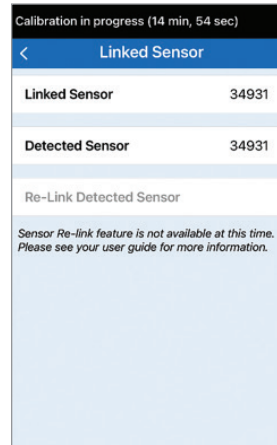 Calibration in progress (14 min, 54 sec)
Linked Sensor
Linked Sensor 34931
Detected Sensor 34931
Re-Link Detected Sensor
Sensor Re-link feature is not available at this time.
Please see your user guide for more information.